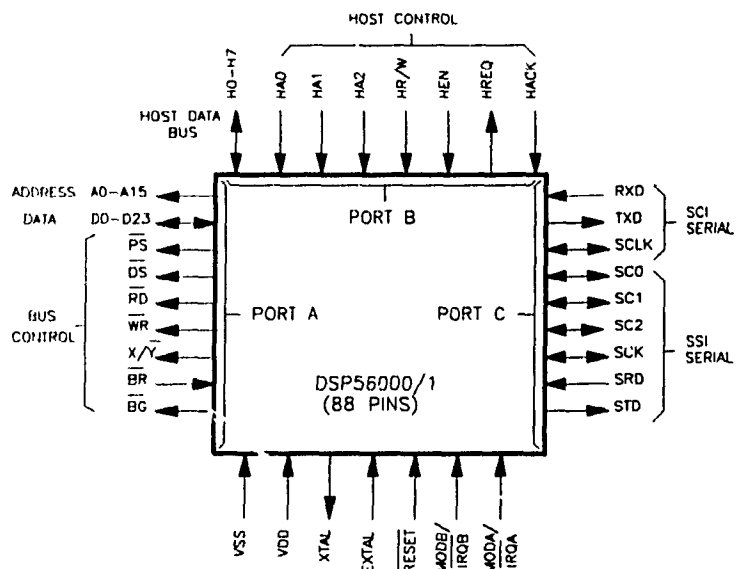 HOST CONTROL
H0-H7
HA0
HA1
HA2
HR/W
HEN
HREQ
HACK
HOST DATA
BUS
ADDRESS A0-A15
DATA D0-D23
PS
DS
RD
WR
X/Y
BR
BG
BUS
CONTROL
PORT B
PORT A
PORT C
DSP56000/1
(88 PINS)
RXD
TXD
SCLK
SCI
SERIAL
SC0
SC1
SC2
SCK
SRD
STD
SSI
SERIAL
VSS
VDD
XTAL
EXTAL
RESET
MODB/
IRQB
MODA/
IRQA